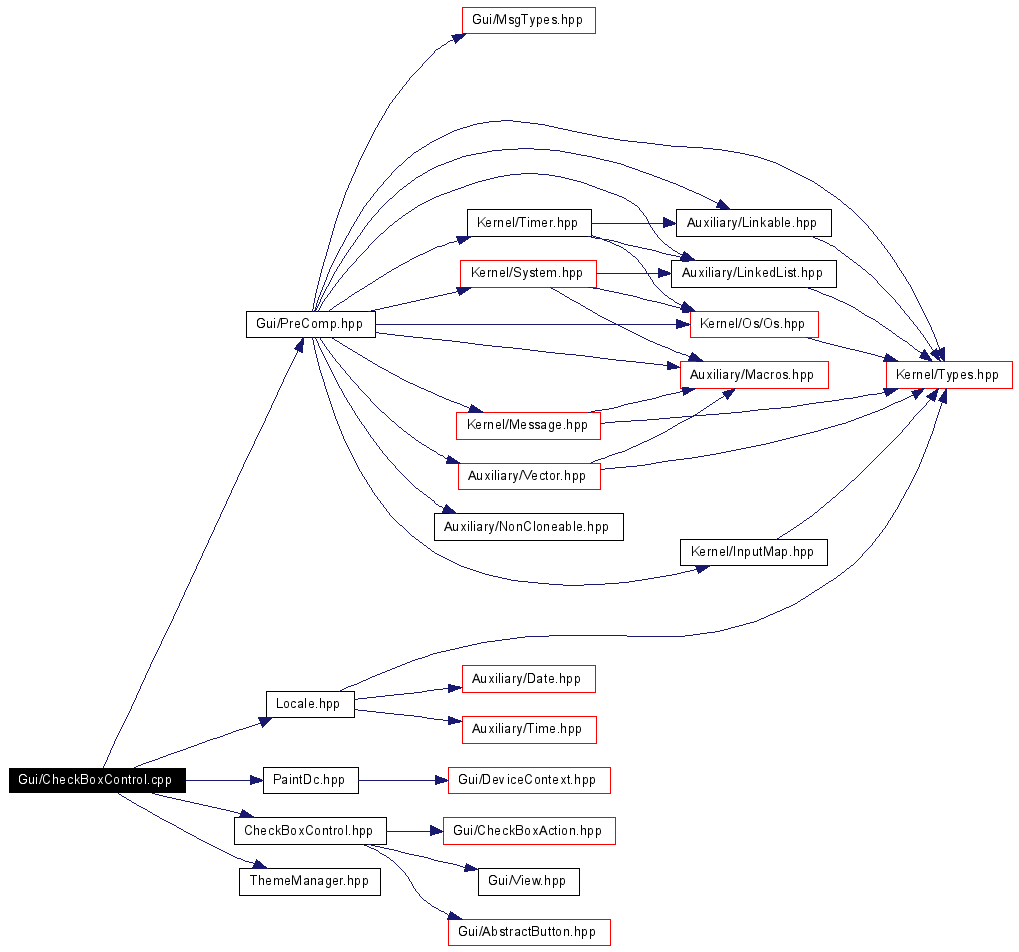 Gui/MsgTypes.hpp
Kernel/Timer.hpp
Auxiliary/Linkable.hpp
Kernel/System.hpp
Auxiliary/LinkedList.hpp
Gui/PreComp.hpp
Kernel/Os/Os.hpp
Auxiliary/Macros.hpp
Kernel/Types.hpp
Kernel/Message.hpp
Auxiliary/Vector.hpp
Auxiliary/NonCloneable.hpp
Kernel/InputMap.hpp
Auxiliary/Date.hpp
Locale.hpp
Auxiliary/Time.hpp
Gui/CheckBoxControl.cpp
PaintDc.hpp
Gui/DeviceContext.hpp
CheckBoxControl.hpp
Gui/CheckBoxAction.hpp
ThemeManager.hpp
Gui/View.hpp
Gui/AbstractButton.hpp